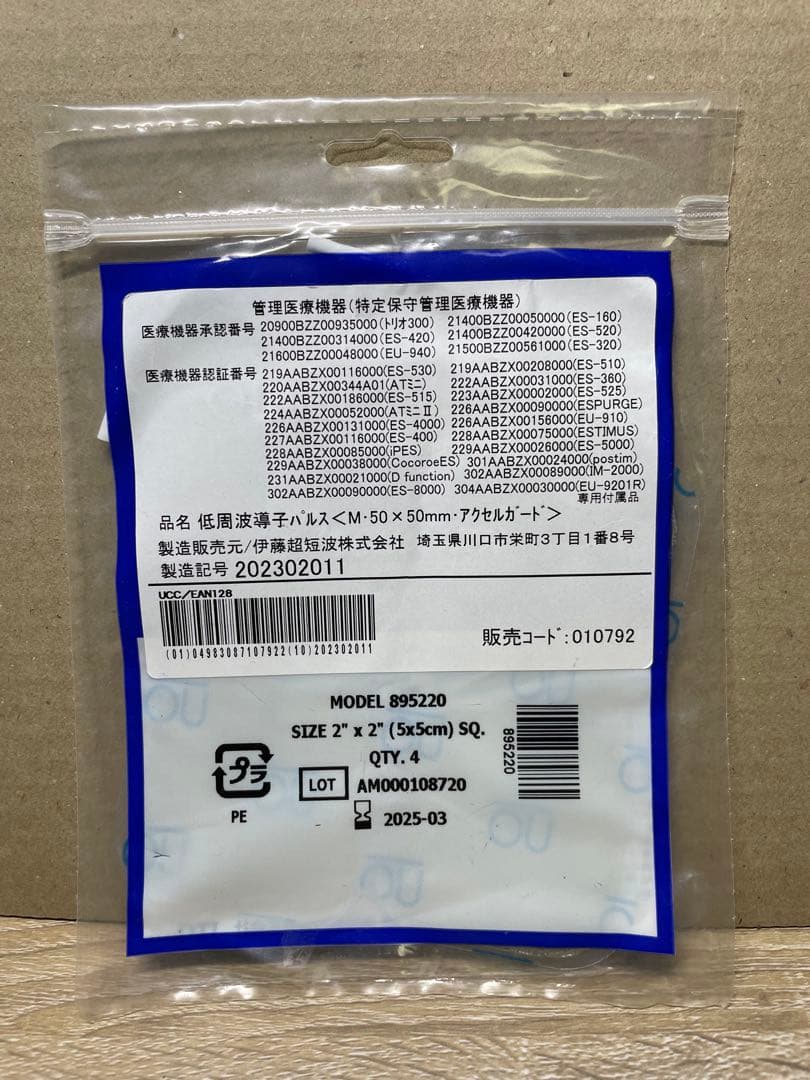 管理医療機器(特定保守管理医療機器)
医療機器承認番号 20900BZZ00935000(トリオ300) 21400BZZ00050000(ES-160)
21400BZZ00314000(ES-420) 21400BZZ00420000(ES-520)
21600BZZ00048000(EU-940) 21500BZZ00561000(ES-320)
医療機器認証番号 219AABZX00116000(ES-530) 219AABZX00208000(ES-510)
220AABZX00344A01(ATミニ) 222AABZX00031000(ES-360)
222AABZX00186000(ES-515) 223AABZX00002000(ES-525)
224AABZX00052000(ATミニⅡ) 226AABZX00090000(ESPURGE)
226AABZX00131000(ES-4000) 226AABZX00156000(EU-910)
227AABZX00116000(ES-400) 228AABZX00075000(ESTIMUS)
228AABZX00085000(iPES) 229AABZX00026000(ES-5000)
229AABZX00038000(CocoroeES) 301AABZX00024000(postim)
231AABZX00021000(D function) 302AABZX00089000(IM-2000)
302AABZX00090000(ES-8000) 304AABZX00030000(EU-9201R)
専用付属品
品名 低周波導子パルス<M・50×50mm・アクセルガード>
製造販売元/伊藤超短波株式会社 埼玉県川口市栄町3丁目1番8号
製造記号 202302011
UCC/EAN128
(01)04983087107922(10)202302011
販売コード:010792
MODEL 895220
SIZE 2" x 2" (5x5cm) SQ.
QTY. 4
プラ
PE
LOT AM000108720
2025-03
895220